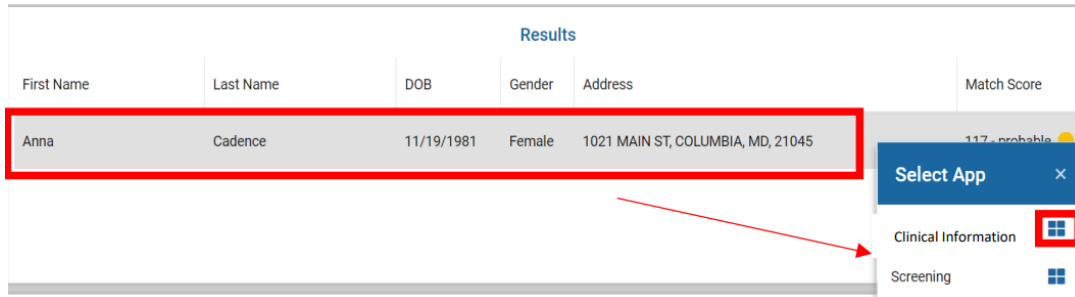 Results
First Name Last Name DOB Gender Address Match Score
Anna Cadence 11/19/1981 Female 1021 MAIN ST, COLUMBIA, MD, 21045 117 - probable
Select App ×
Clinical Information
Screening